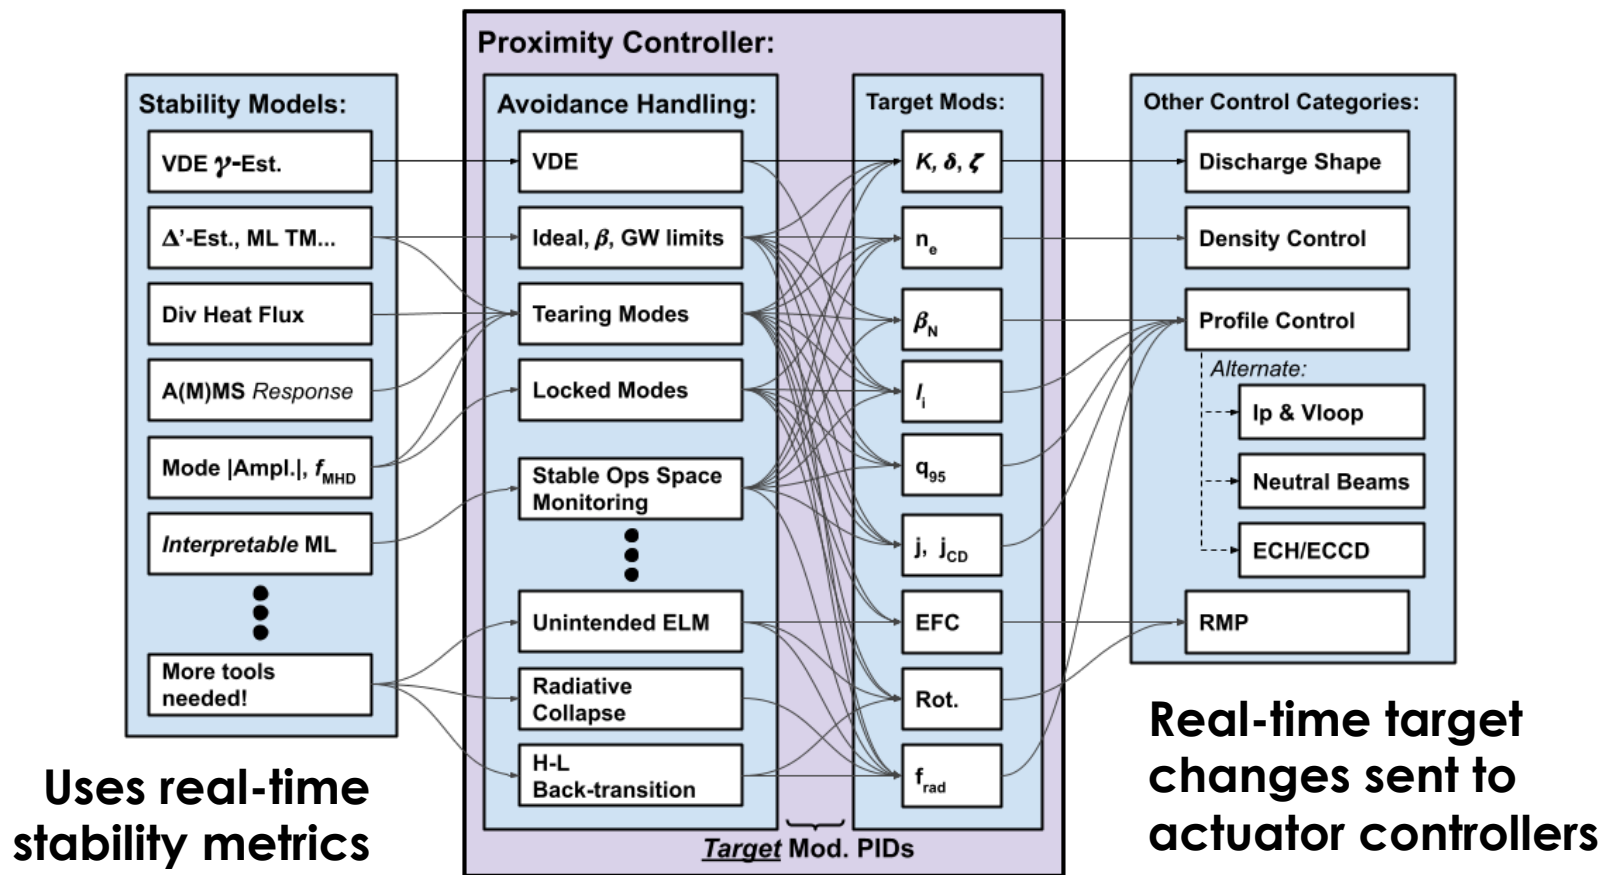 Proximity Controller:
Stability Models:
VDE γ-Est.
Δ'-Est., ML TM...
Div Heat Flux
A(M)MS Response
Mode |Ampl.|, fMHD
Interpretable ML
More tools
needed!
Uses real-time
stability metrics
Avoidance Handling:
VDE
Ideal, β, GW limits
Tearing Modes
Locked Modes
Stable Ops Space
Monitoring
Unintended ELM
Radiative
Collapse
H-L
Back-transition
Target Mods:
K, δ, ζ
ne
βN
li
q95
j, jCD
EFC
Rot.
frad
Target Mod. PIDs
Other Control Categories:
Discharge Shape
Density Control
Profile Control
Alternate:
Ip & Vloop
Neutral Beams
ECH/ECCD
RMP
Real-time target
changes sent to
actuator controllers